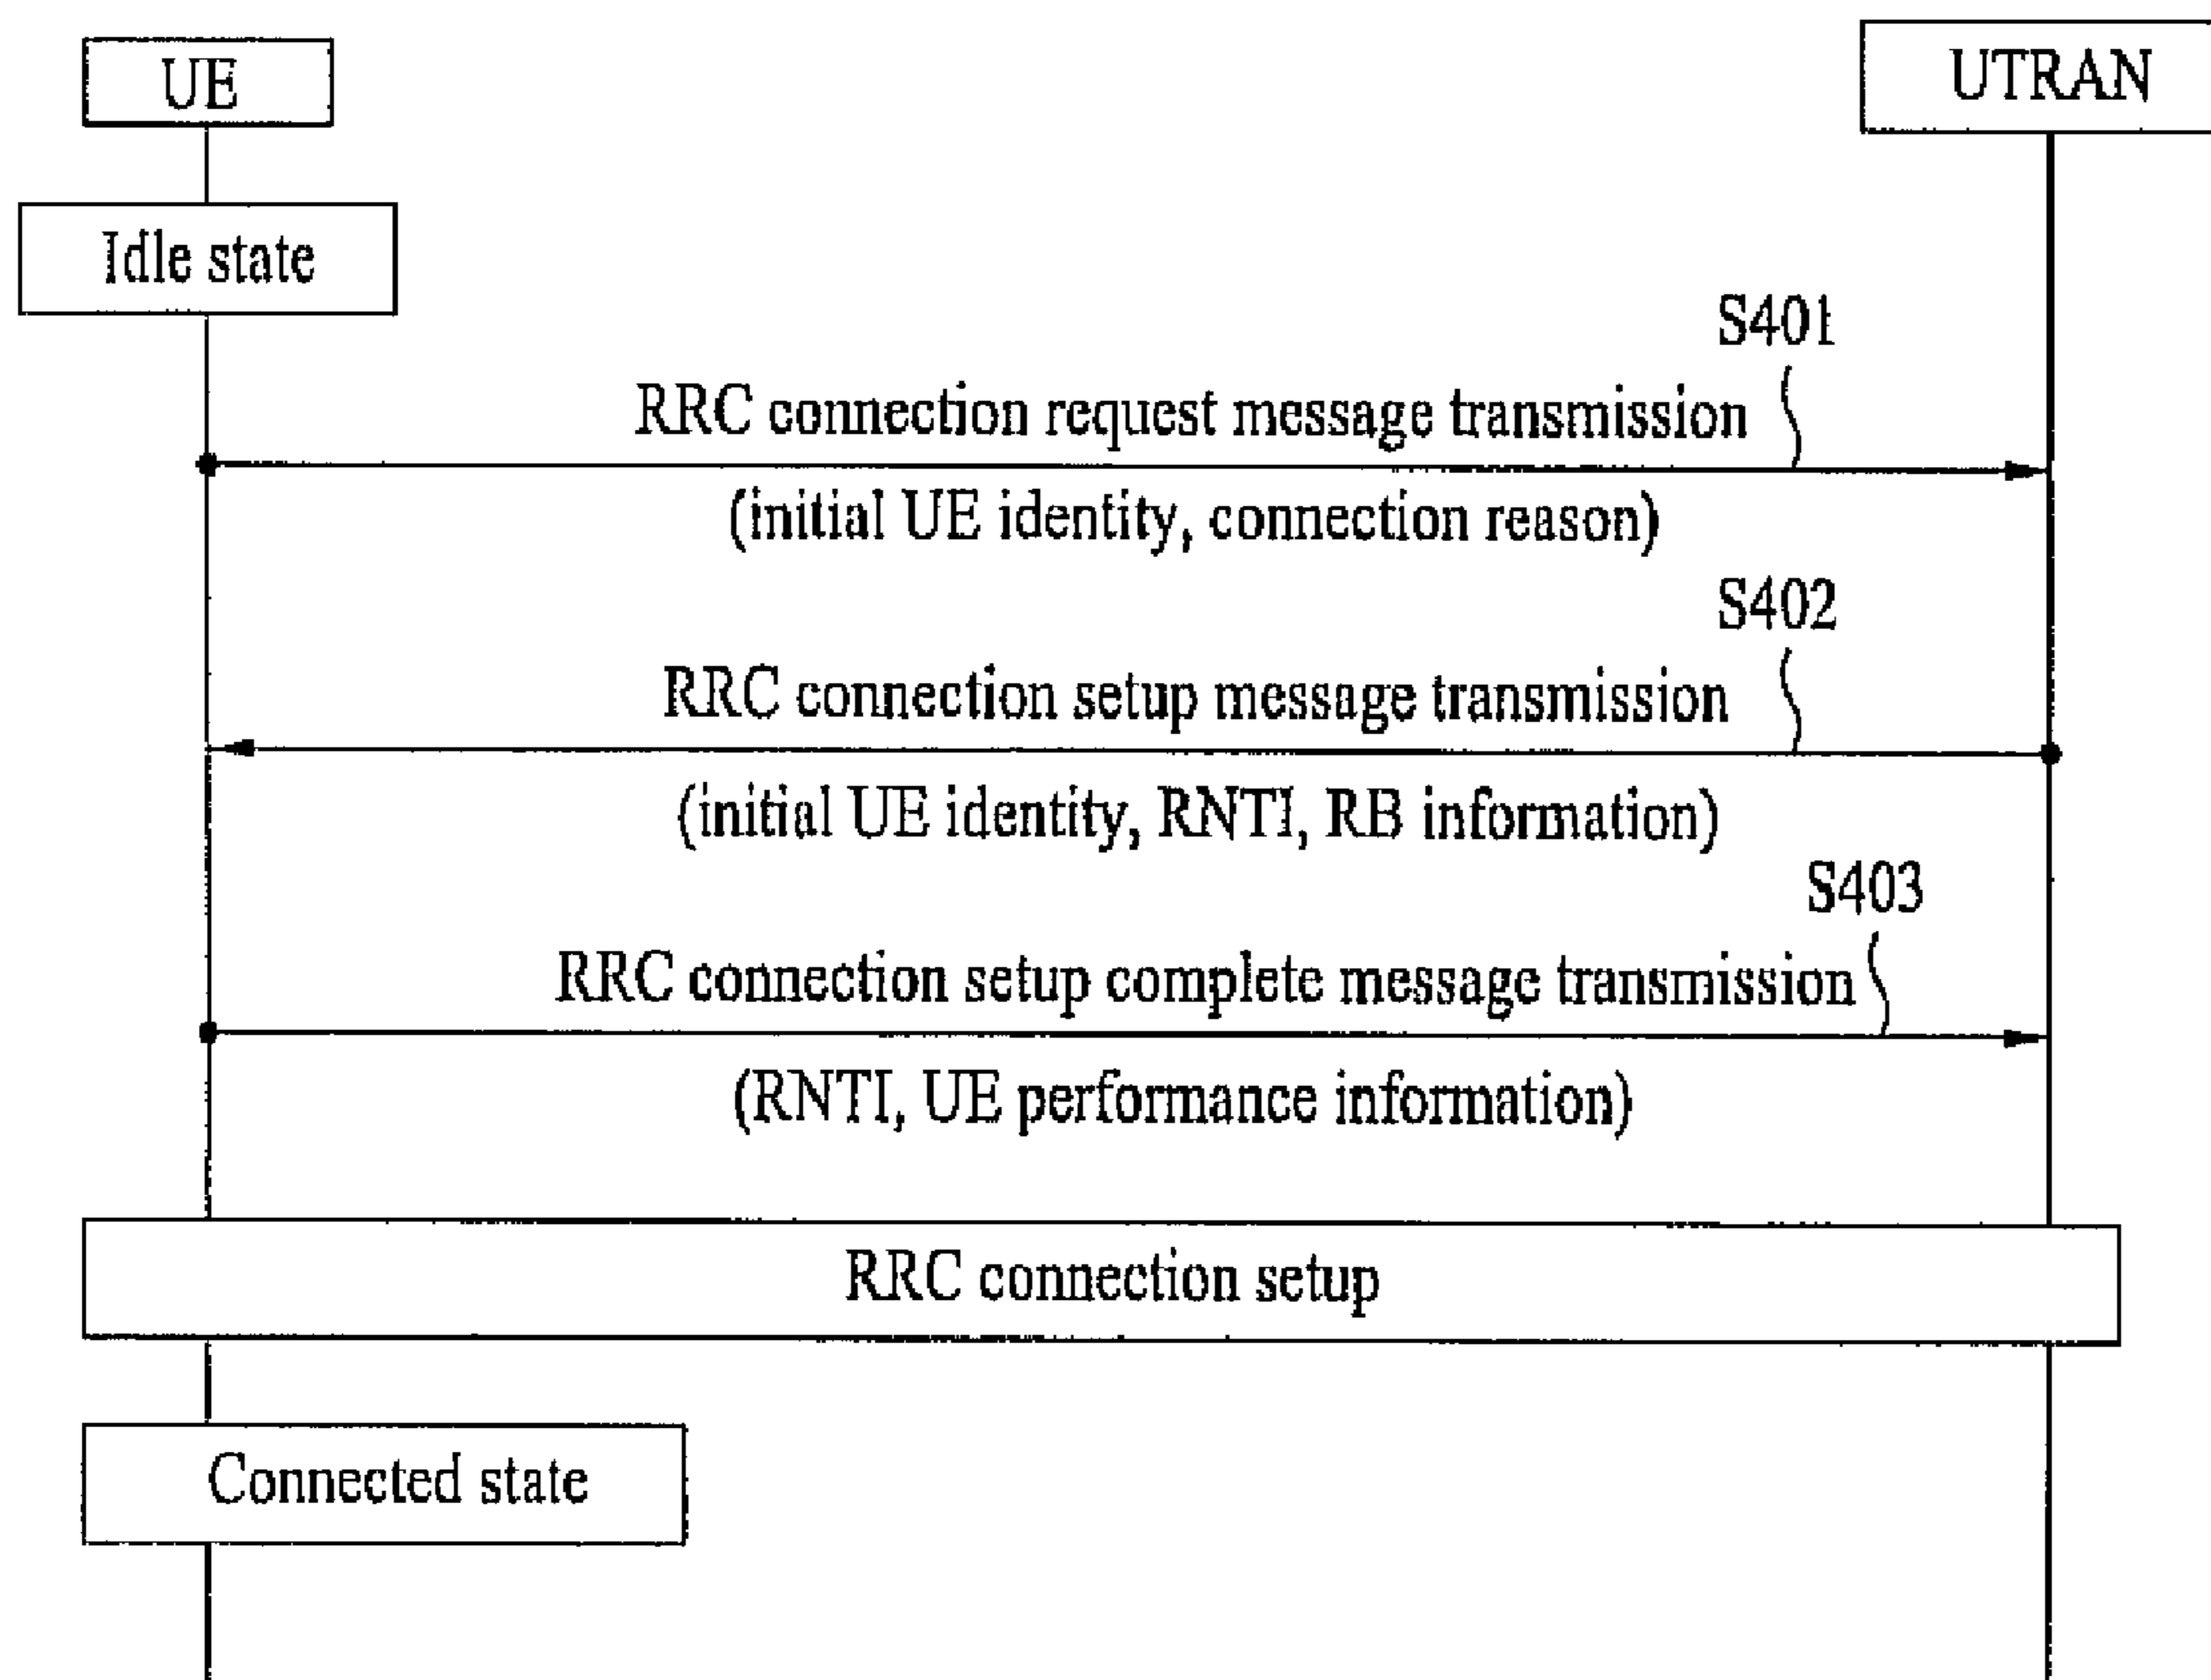 UE
UTRAN
Idle state
S401
RRC connection request message transmission
(initial UE identity, connection reason)
S402
RRC connection setup message transmission
(initial UE identity, RNTI, RB information)
S403
RRC connection setup complete message transmission
(RNTI, UE performance information)
RRC connection setup
Connected state